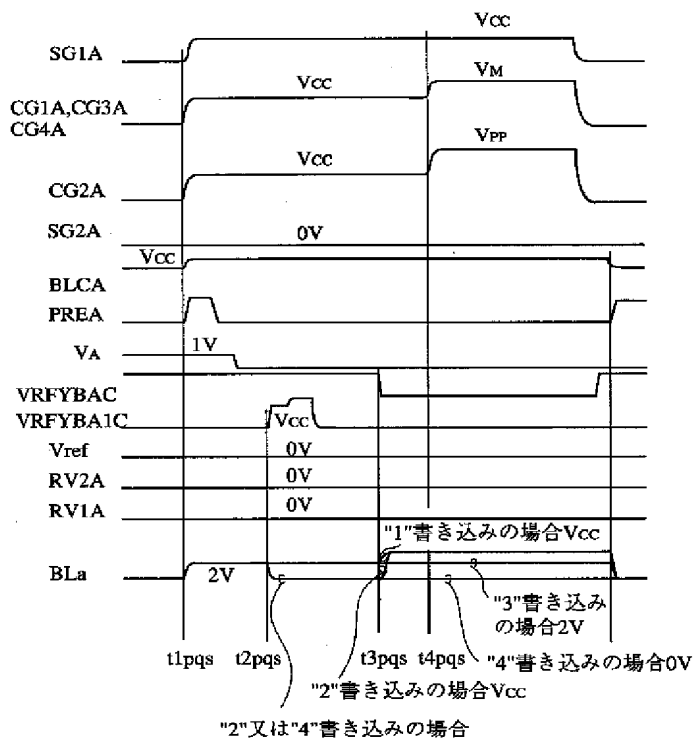 VCC
SG1A
VCC
VM
CG1A,CG3A
CG4A
VCC
VPP
CG2A
SG2A
0V
VCC
BLCA
PREA
1V
VA
VRFYBAC
VRFYBA1C
VCC
Vref
0V
RV2A
0V
RV1A
0V
"1"書き込みの場合VCC
BLa
2V
"3"書き込み
の場合2V
t1pqs
t2pqs
t3pqs
t4pqs
"4"書き込みの場合0V
"2"書き込みの場合VCC
"2"又は"4"書き込みの場合